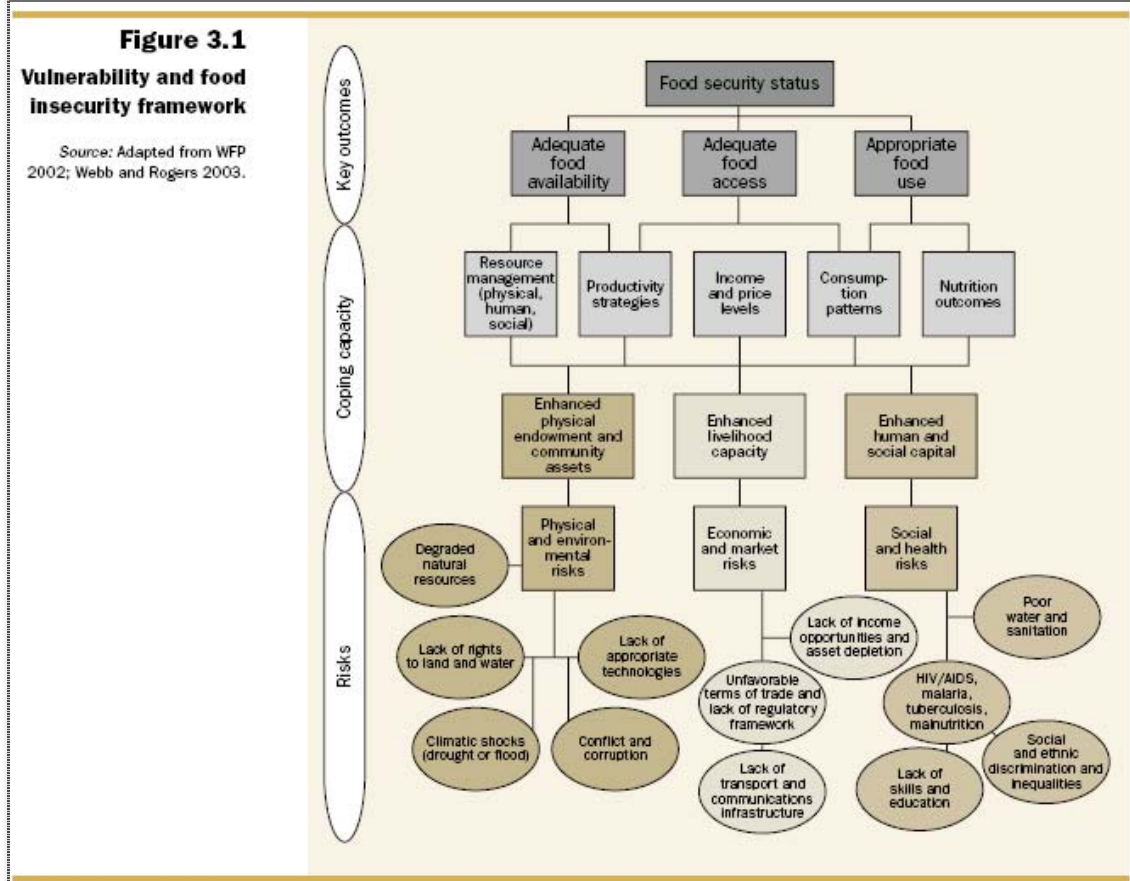 Figure 3.1
Vulnerability and food
insecurity framework
Source: Adapted from WFP
2002; Webb and Rogers 2003.
Key outcomes
Food security status
Adequate
food
availability
Adequate
food
access
Appropriate
food
use
Coping capacity
Resource
management
(physical,
human,
social)
Productivity
strategies
Income
and price
levels
Consump-
tion
patterns
Nutrition
outcomes
Enhanced
physical
endowment and
community
assets
Enhanced
livelihood
capacity
Enhanced
human and
social capital
Risks
Physical
and environ-
mental
risks
Economic
and market
risks
Social
and health
risks
Degraded
natural
resources
Lack of rights
to land and water
Lack of
appropriate
technologies
Climatic shocks
(drought or flood)
Conflict and
corruption
Lack of income
opportunities and
asset depletion
Unfavorable
terms of trade and
lack of regulatory
framework
Lack of
transport and
communications
infrastructure
Poor
water and
sanitation
HIV/AIDS,
malaria,
tuberculosis,
malnutrition
Social
and ethnic
discrimination and
inequalities
Lack of
skills and
education